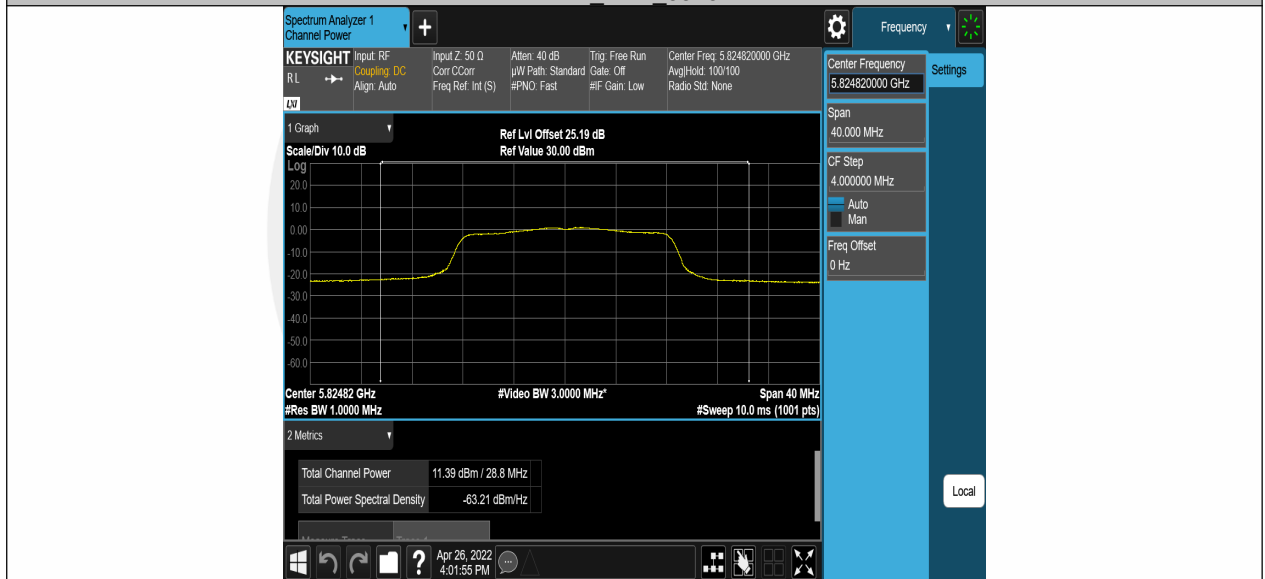 Spectrum Analyzer 1
Channel Power
+
Frequency
KEYSIGHT
RL
LXI
Input: RF
Coupling: DC
Align: Auto
Input Z: 50 Ω
Corr CCorr
Freq Ref: Int (S)
Atten: 40 dB
µW Path: Standard
#PNO: Fast
Trig: Free Run
Gate: Off
#IF Gain: Low
Center Freq: 5.824820000 GHz
Avg|Hold: 100/100
Radio Std: None
Center Frequency
5.824820000 GHz
Settings
Span
40.000 MHz
CF Step
4.000000 MHz
Auto
Man
Freq Offset
0 Hz
1 Graph
Scale/Div 10.0 dB
Ref Lvl Offset 25.19 dB
Ref Value 30.00 dBm
Log
20.0
10.0
0.00
-10.0
-20.0
-30.0
-40.0
-50.0
-60.0
Center 5.82482 GHz
#Video BW 3.0000 MHz*
Span 40 MHz
#Res BW 1.0000 MHz
#Sweep 10.0 ms (1001 pts)
2 Metrics
Total Channel Power 11.39 dBm / 28.8 MHz
Total Power Spectral Density -63.21 dBm/Hz
Local
?
Apr 26, 2022
4:01:55 PM